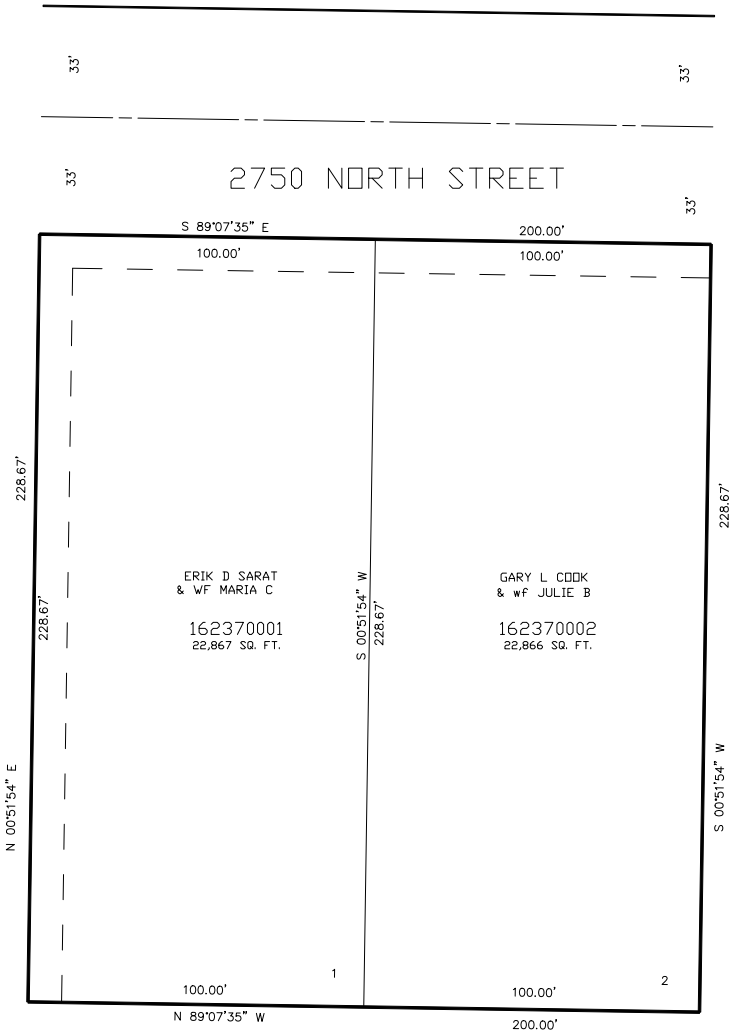 33'
33'
33'
2750 NORTH STREET
33'
S 89°07'35" E
200.00'
100.00'
100.00'
228.67'
228.67'
ERIK D SARAT
& WF MARIA C
162370001
22,867 SQ. FT.
228.67'
S 00°51'54" W
228.67'
GARY L COOK
& wf JULIE B
162370002
22,866 SQ. FT.
N 00°51'54" E
S 00°51'54" W
1
2
100.00'
100.00'
N 89°07'35" W
200.00'